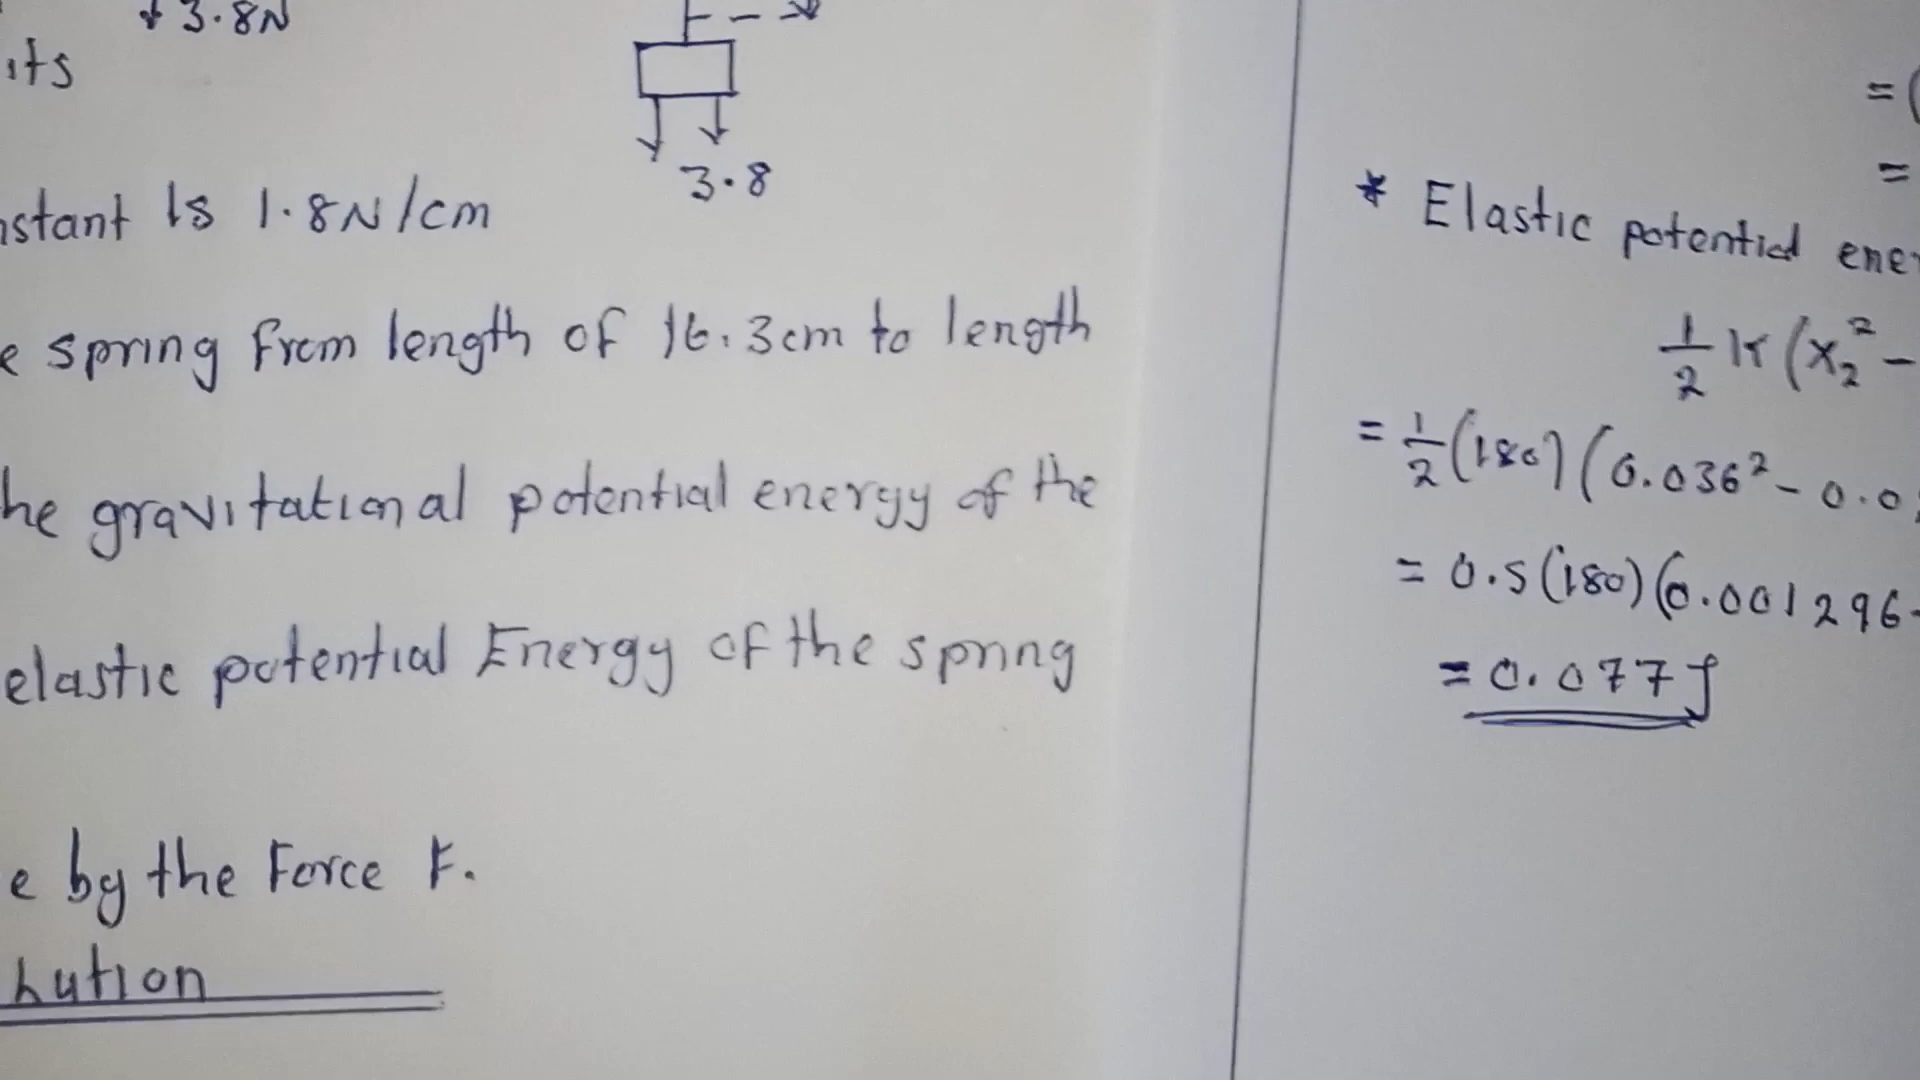 3.8N
its
3.8
nstant is 1.8N/cm
e spring from length of 16.3cm to length
he gravitational potential energy of the
elastic potential Energy of the spring
e by the Force F.
lution
= (
=
* Elastic potential ener
1/2 k (x₂² -
= 1/2 (180) (0.036² - 0.0
= 0.5 (180) (0.001296 -
= 0.077 J